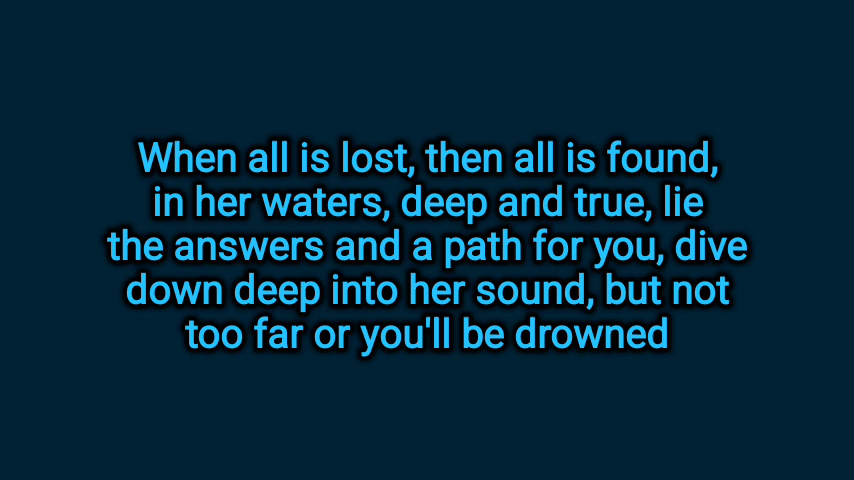 When all is lost, then all is found,
in her waters, deep and true, lie
the answers and a path for you, dive
down deep into her sound, but not
too far or you'll be drowned